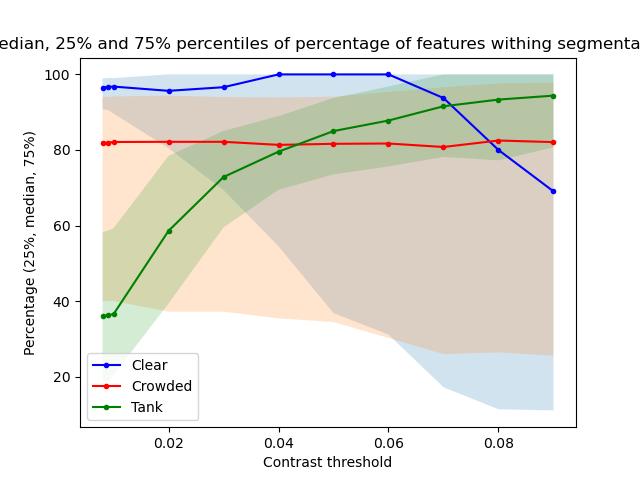 edian, 25% and 75% percentiles of percentage of features withing segmenta
100
80
60
40
20
Percentage (25%, median, 75%)
Clear
Crowded
Tank
0.02 0.04 0.06 0.08
Contrast threshold